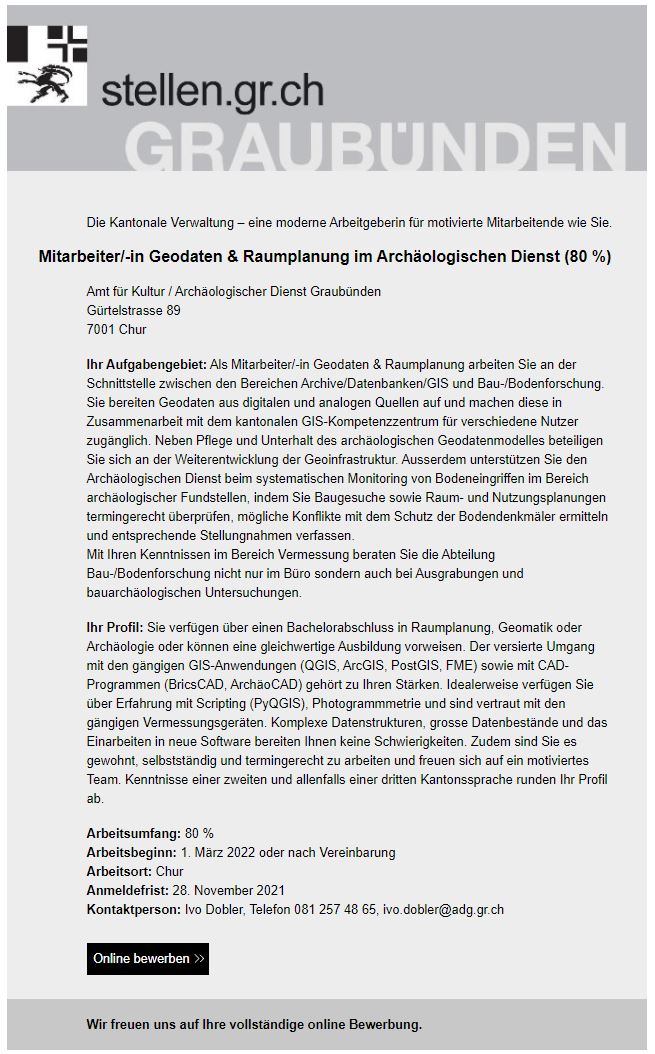 stellen.gr.ch
GRAUBÜNDEN
Die Kantonale Verwaltung – eine moderne Arbeitgeberin für motivierte Mitarbeitende wie Sie.
Mitarbeiter/-in Geodaten & Raumplanung im Archäologischen Dienst (80 %)
Amt für Kultur / Archäologischer Dienst Graubünden
Gürtelstrasse 89
7001 Chur
Ihr Aufgabengebiet: Als Mitarbeiter/-in Geodaten & Raumplanung arbeiten Sie an der
Schnittstelle zwischen den Bereichen Archive/Datenbanken/GIS und Bau-/Bodenforschung.
Sie bereiten Geodaten aus digitalen und analogen Quellen auf und machen diese in
Zusammenarbeit mit dem kantonalen GIS-Kompetenzzentrum für verschiedene Nutzer
zugänglich. Neben Pflege und Unterhalt des archäologischen Geodatenmodelles beteiligen
Sie sich an der Weiterentwicklung der Geoinfrastruktur. Ausserdem unterstützen Sie den
Archäologischen Dienst beim systematischen Monitoring von Bodeneingriffen im Bereich
archäologischer Fundstellen, indem Sie Baugesuche sowie Raum- und Nutzungsplanungen
termingerecht überprüfen, mögliche Konflikte mit dem Schutz der Bodendenkmäler ermitteln
und entsprechende Stellungnahmen verfassen.
Mit Ihren Kenntnissen im Bereich Vermessung beraten Sie die Abteilung
Bau-/Bodenforschung nicht nur im Büro sondern auch bei Ausgrabungen und
bauarchäologischen Untersuchungen.
Ihr Profil: Sie verfügen über einen Bachelorabschluss in Raumplanung, Geomatik oder
Archäologie oder können eine gleichwertige Ausbildung vorweisen. Der versierte Umgang
mit den gängigen GIS-Anwendungen (QGIS, ArcGIS, PostGIS, FME) sowie mit CAD-
Programmen (BricsCAD, ArchäoCAD) gehört zu Ihren Stärken. Idealerweise verfügen Sie
über Erfahrung mit Scripting (PyQGIS), Photogrammmetrie und sind vertraut mit den
gängigen Vermessungsgeräten. Komplexe Datenstrukturen, grosse Datenbestände und das
Einarbeiten in neue Software bereiten Ihnen keine Schwierigkeiten. Zudem sind Sie es
gewohnt, selbstständig und termingerecht zu arbeiten und freuen sich auf ein motiviertes
Team. Kenntnisse einer zweiten und allenfalls einer dritten Kantonssprache runden Ihr Profil
ab.
Arbeitsumfang: 80 %
Arbeitsbeginn: 1. März 2022 oder nach Vereinbarung
Arbeitsort: Chur
Anmeldefrist: 28. November 2021
Kontaktperson: Ivo Dobler, Telefon 081 257 48 65, ivo.dobler@adg.gr.ch
Online bewerben >>
Wir freuen uns auf Ihre vollständige online Bewerbung.